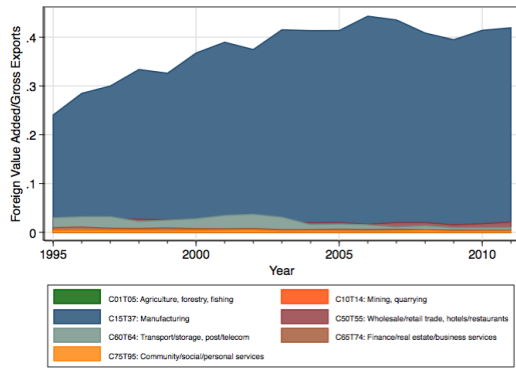 Foreign Value Added/Gross Exports
.4
.3
.2
.1
0
1995
2000
2005
2010
Year
C01T05: Agriculture, forestry, fishing
C10T14: Mining, quarrying
C15T37: Manufacturing
C50T55: Wholesale/retail trade, hotels/restaurants
C60T64: Transport/storage, post/telecom
C65T74: Finance/real estate/business services
C75T95: Community/social/personal services